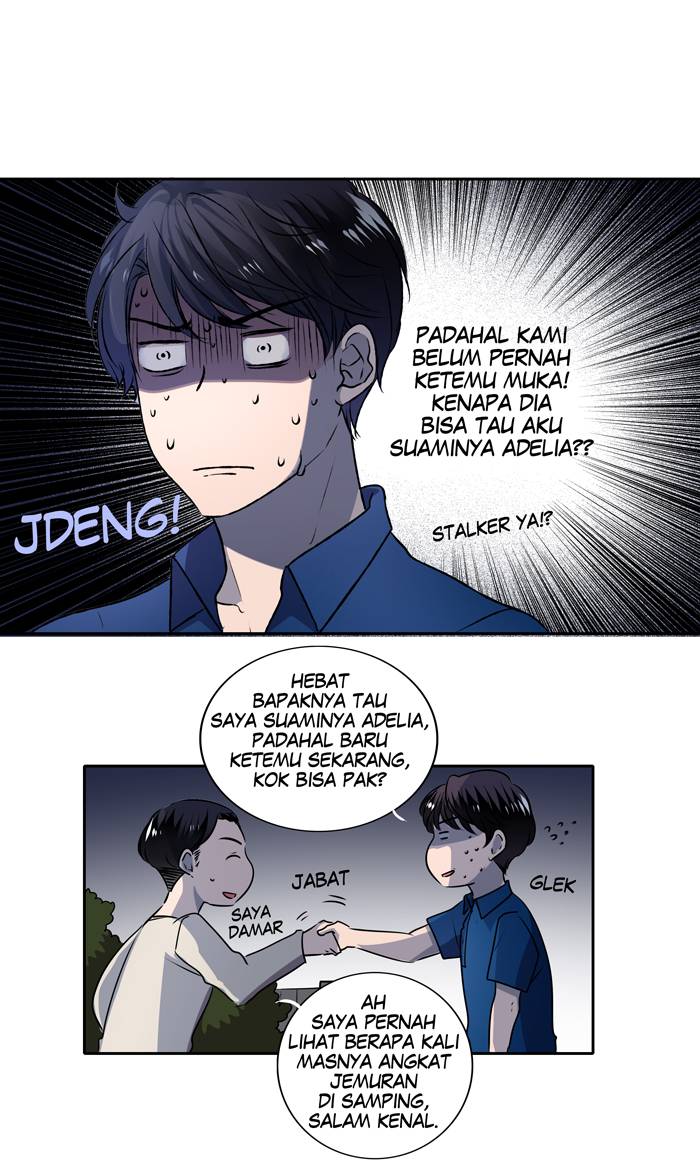 PADAHAL KAMI
BELUM PERNAH
KETEMU MUKA!
KENAPA DIA
BISA TAU AKU
SUAMINYA ADELIA??
JDENG!
STALKER YA!?
HEBAT
BAPAKNYA TAU
SAYA SUAMINYA ADELIA,
PADAHAL BARU
KETEMU SEKARANG,
KOK BISA PAK?
JABAT
GLEK
SAYA
DAMAR
AH
SAYA PERNAH
LIHAT BERAPA KALI
MASNYA ANGKAT
JEMURAN
DI SAMPING,
SALAM KENAL.